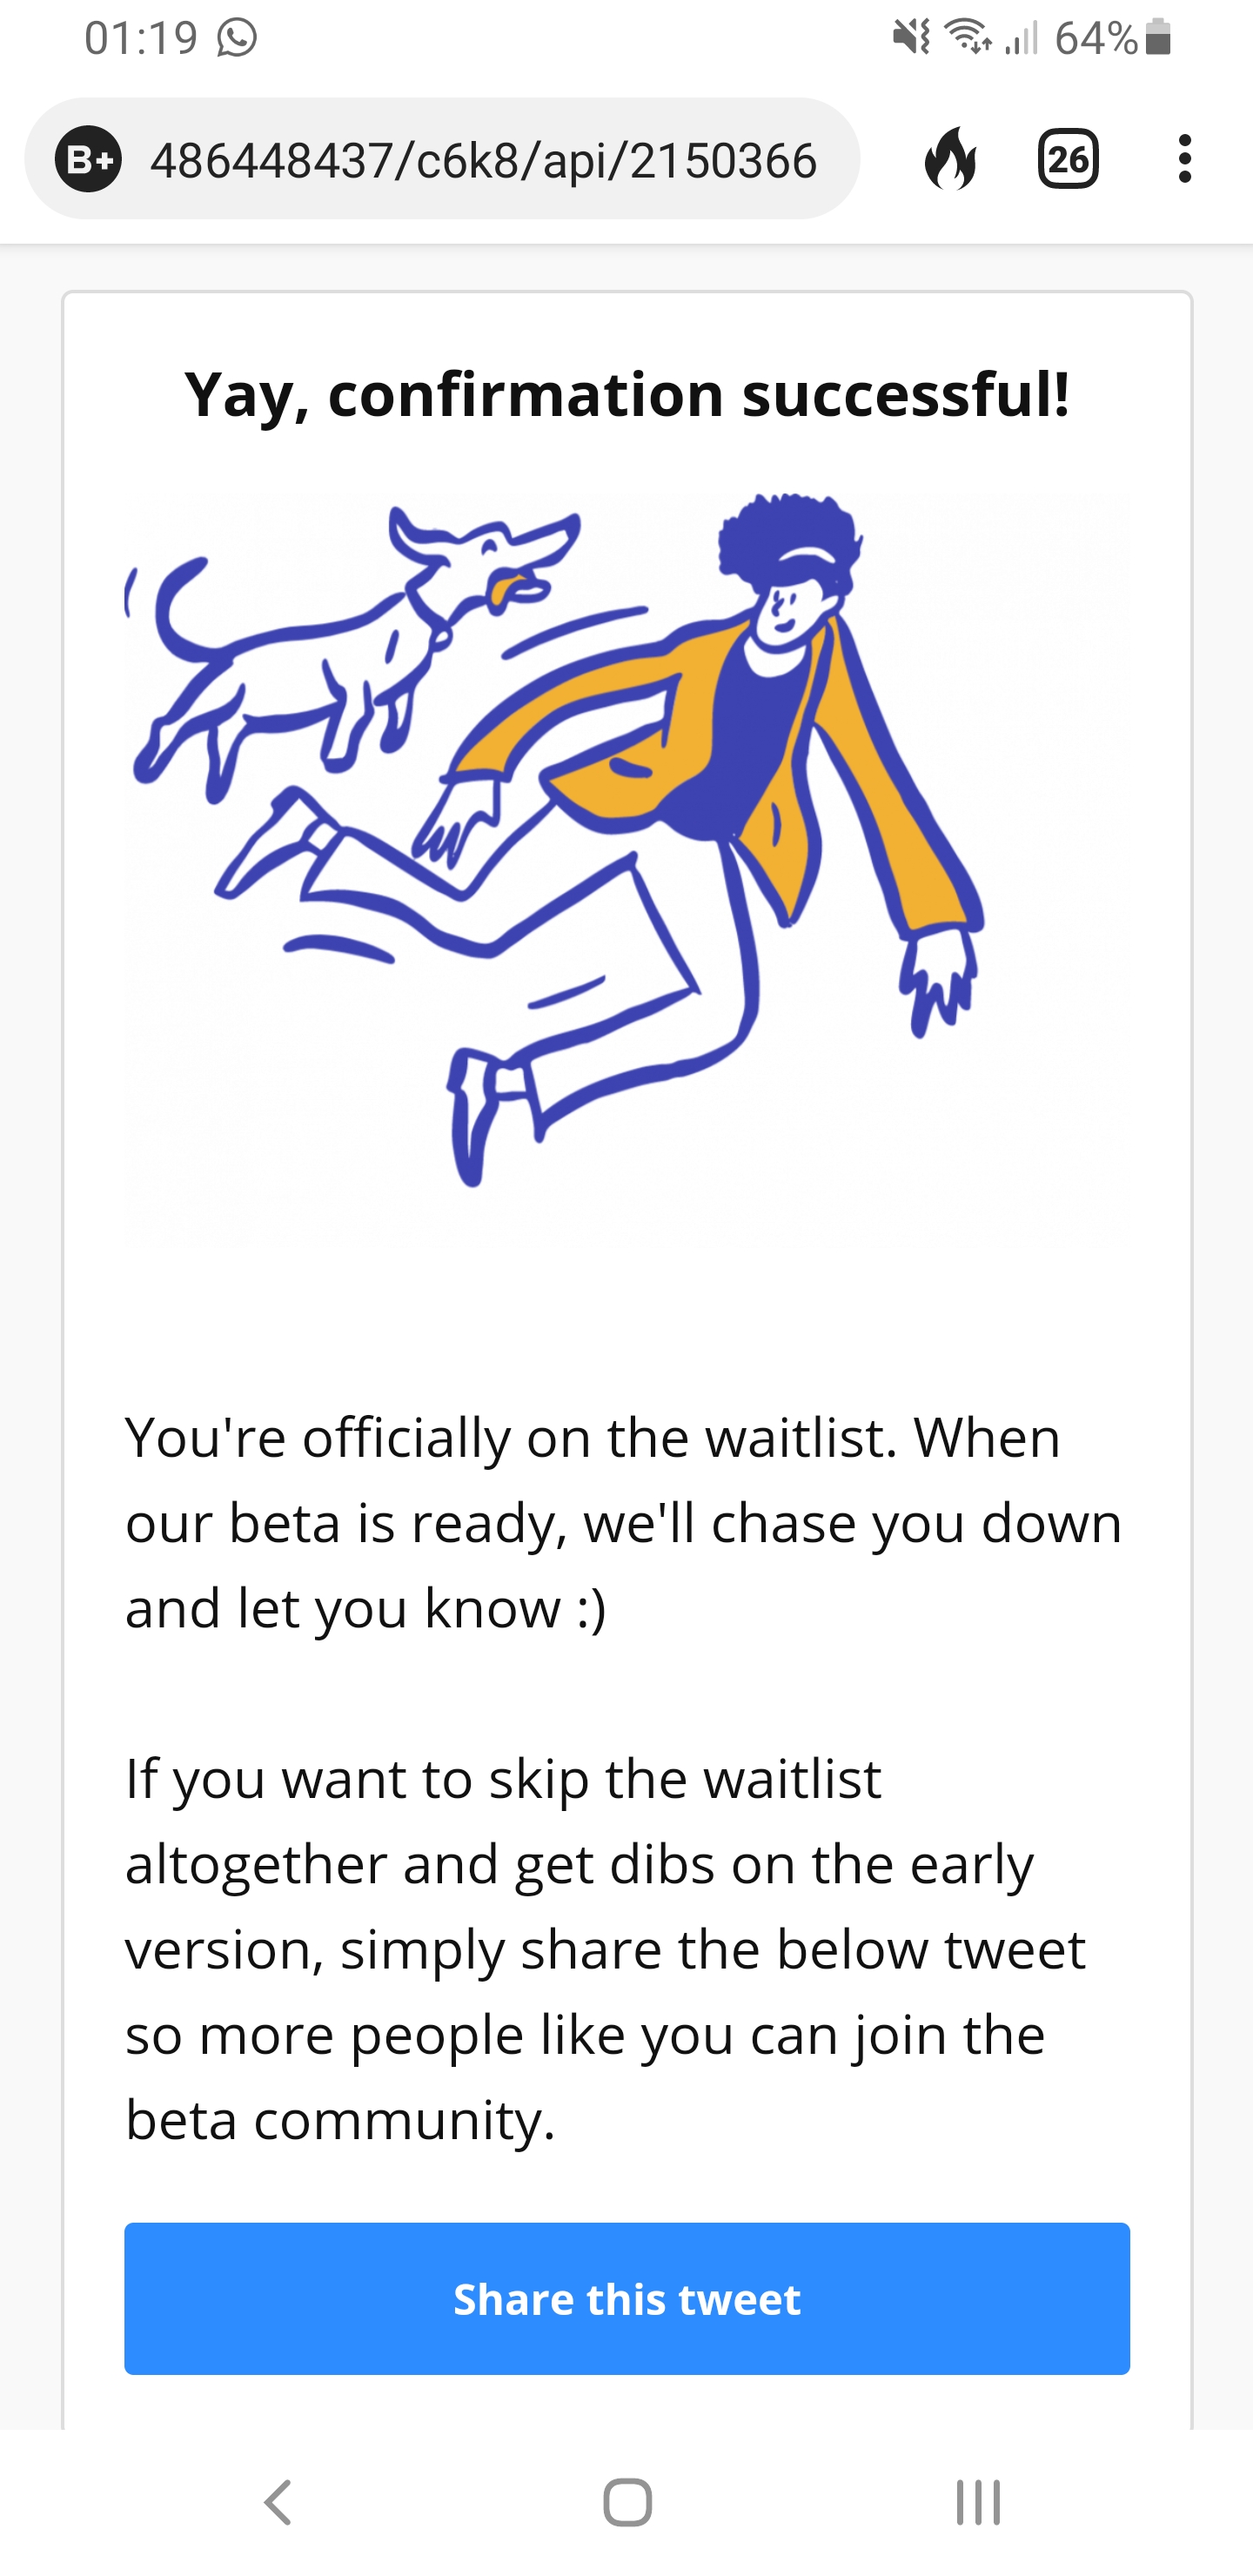 01:19 64%
B+ 486448437/c6k8/api/2150366 26
Yay, confirmation successful!
You're officially on the waitlist. When
our beta is ready, we'll chase you down
and let you know :)
If you want to skip the waitlist
altogether and get dibs on the early
version, simply share the below tweet
so more people like you can join the
beta community.
Share this tweet